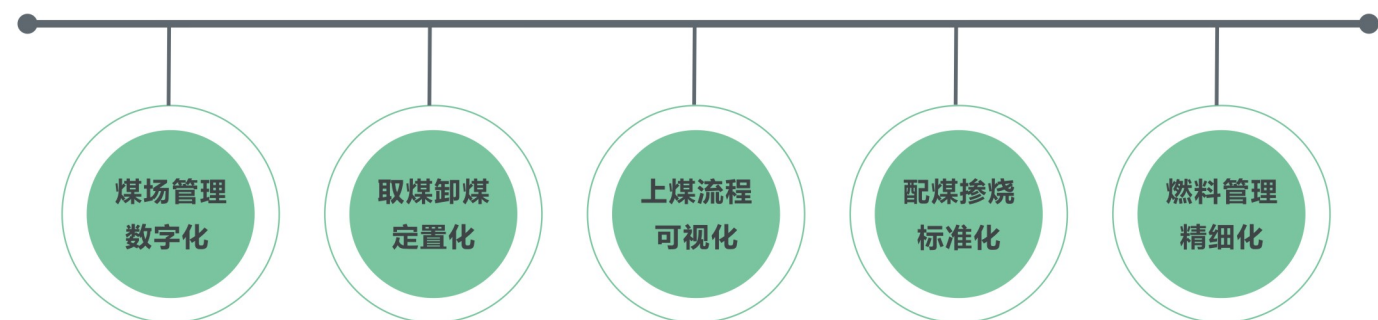 煤场管理
数字化
取煤卸煤
定置化
上煤流程
可视化
配煤掺烧
标准化
燃料管理
精细化